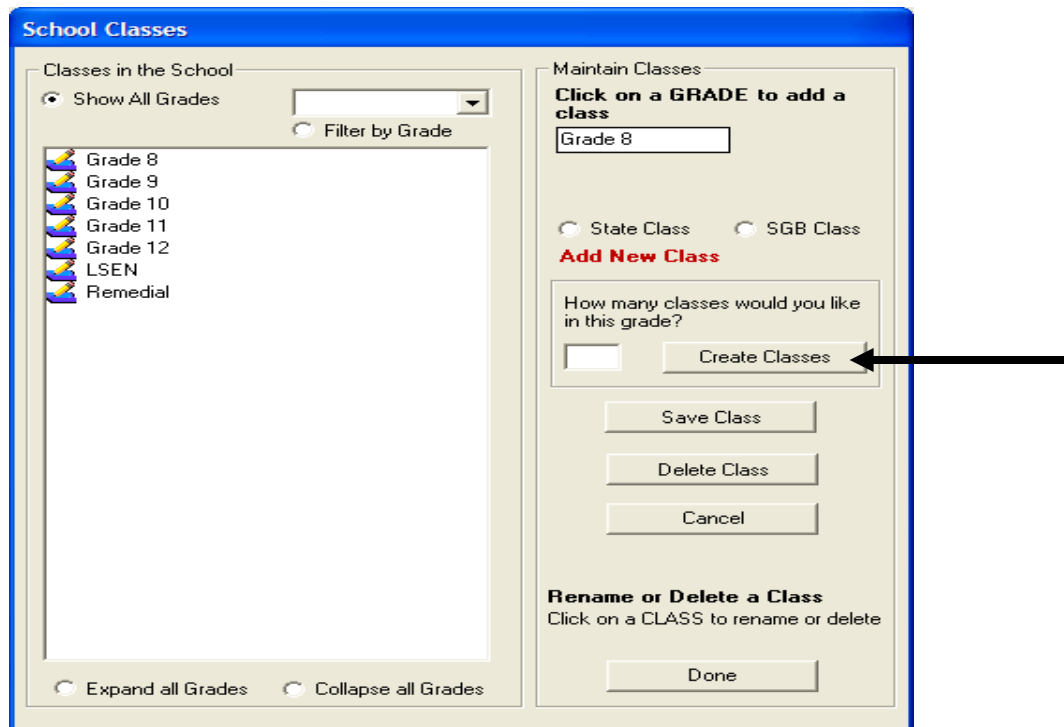 School Classes
Classes in the School
Show All Grades
Filter by Grade
Grade 8
Grade 9
Grade 10
Grade 11
Grade 12
LSEN
Remedial
Expand all Grades
Collapse all Grades
Maintain Classes
Click on a GRADE to add a
class
Grade 8
State Class
SGB Class
Add New Class
How many classes would you like
in this grade?
Create Classes
Save Class
Delete Class
Cancel
Rename or Delete a Class
Click on a CLASS to rename or delete
Done